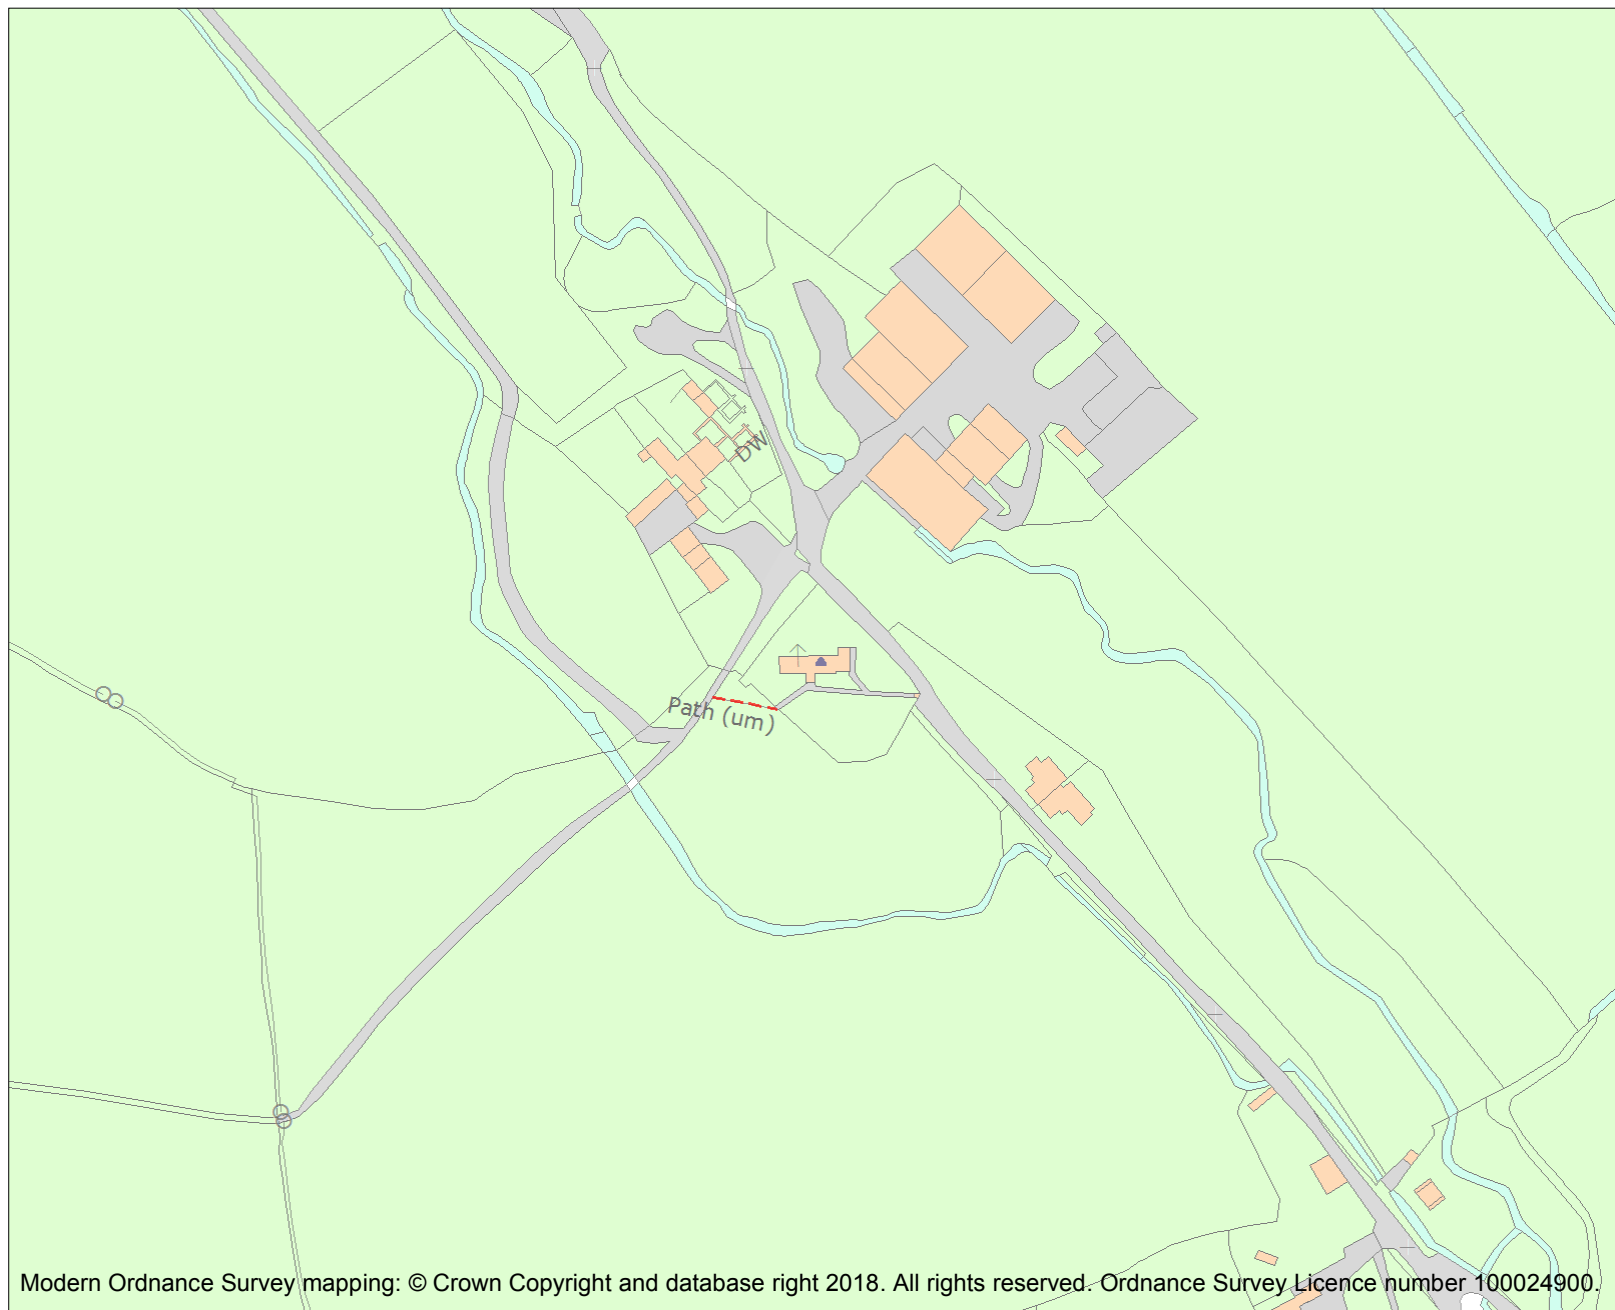 DW
Path (um)
Modern Ordnance Survey mapping: © Crown Copyright and database right 2018. All rights reserved. Ordnance Survey Licence number 100024900.